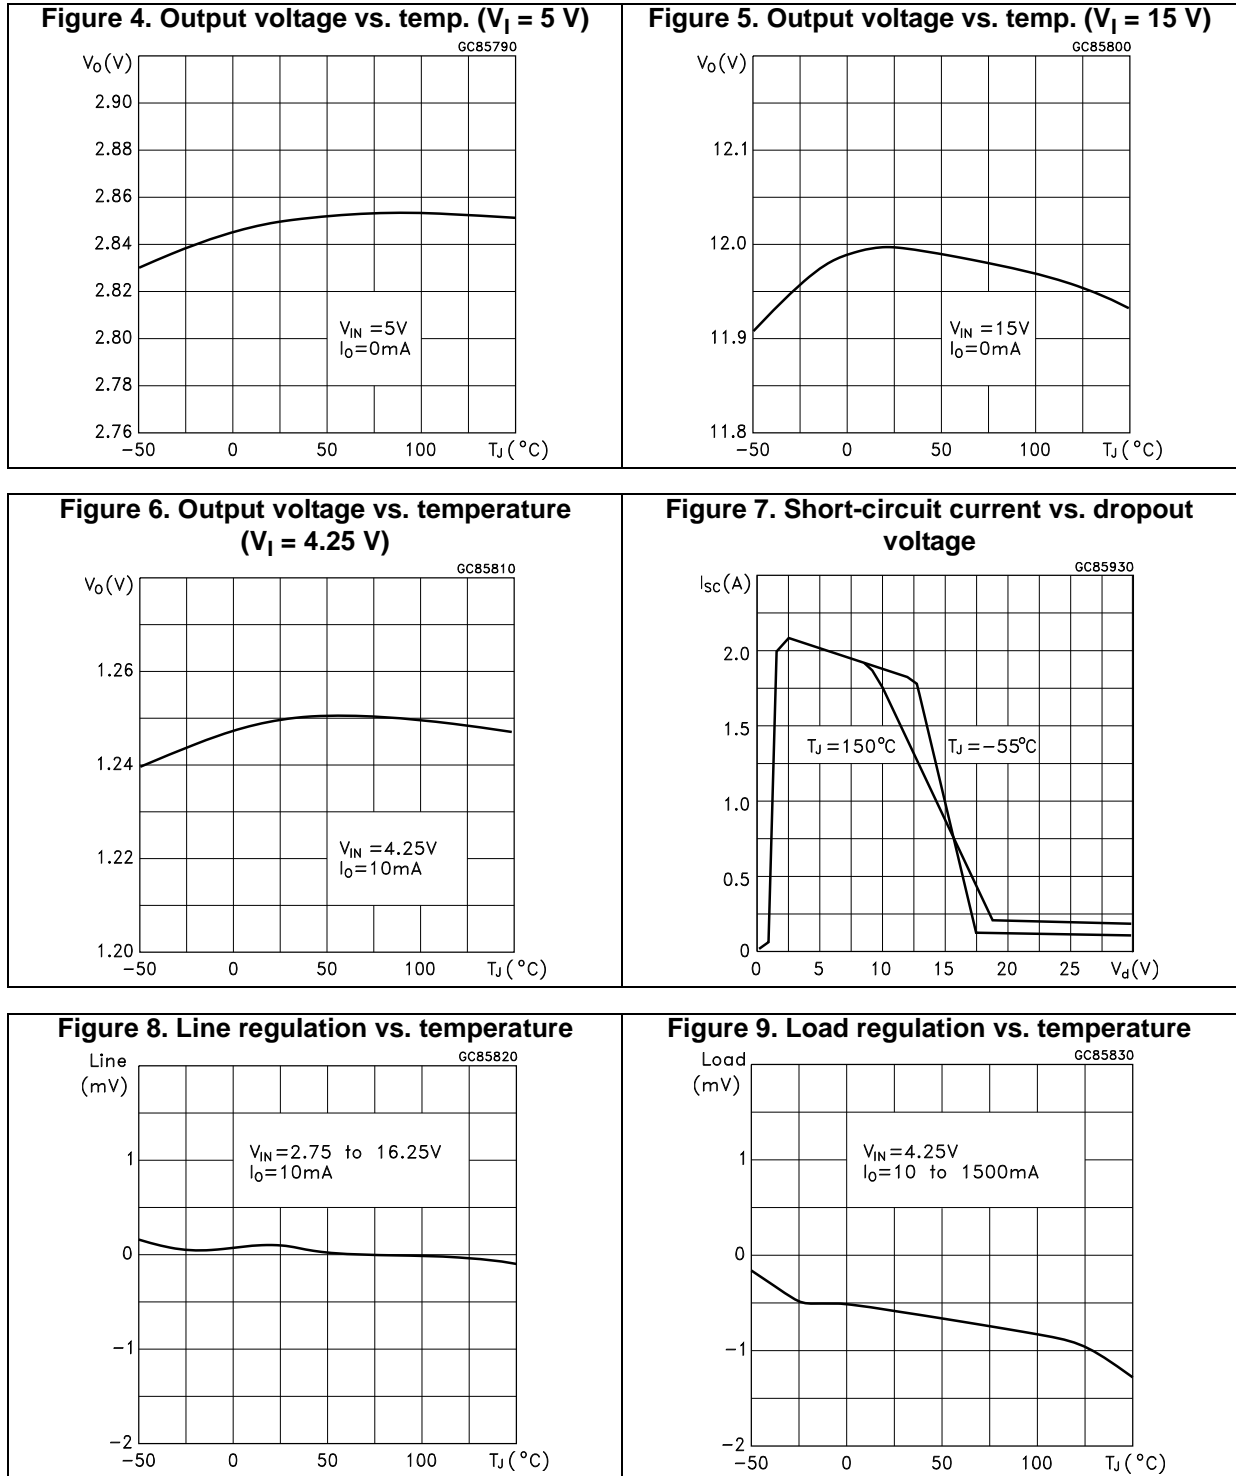 Figure 4. Output voltage vs. temp. (VI = 5 V)
GC85790
VO(V)
2.90
2.88
2.86
2.84
2.82
2.80
2.78
2.76
VIN =5V
IO=0mA
-50 0 50 100 TJ(°C)
Figure 5. Output voltage vs. temp. (VI = 15 V)
GC85800
VO(V)
12.1
12.0
11.9
11.8
VIN =15V
IO=0mA
-50 0 50 100 TJ(°C)
Figure 6. Output voltage vs. temperature
(VI = 4.25 V)
GC85810
VO(V)
1.26
1.24
1.22
1.20
VIN =4.25V
IO=10mA
-50 0 50 100 TJ(°C)
Figure 7. Short-circuit current vs. dropout
voltage
GC85930
ISC(A)
2.0
1.5
1.0
0.5
0
TJ=150°C TJ=-55°C
0 5 10 15 20 25 Vd(V)
Figure 8. Line regulation vs. temperature
GC85820
Line
(mV)
1
0
-1
-2
VIN=2.75 to 16.25V
IO=10mA
-50 0 50 100 TJ(°C)
Figure 9. Load regulation vs. temperature
GC85830
Load
(mV)
1
0
-1
-2
VIN=4.25V
IO=10 to 1500mA
-50 0 50 100 TJ(°C)